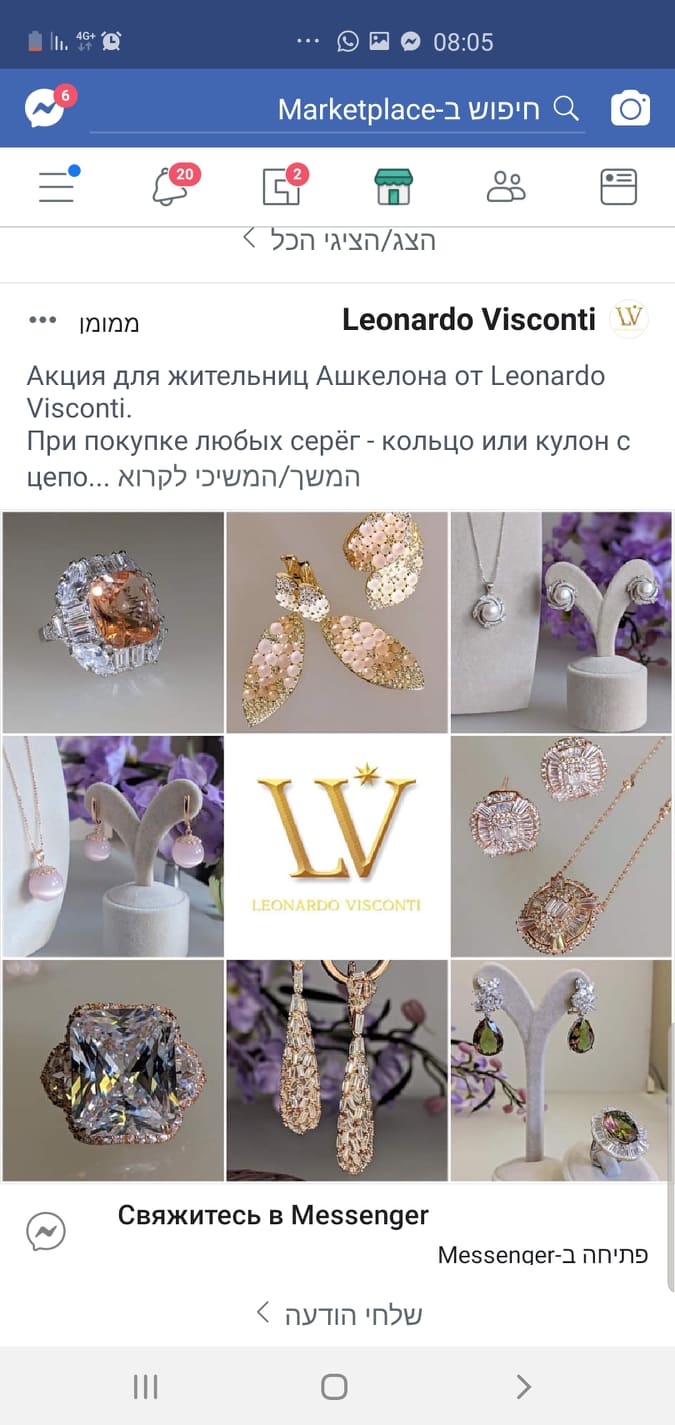 4G+
08:05
6
חיפוש ב-Marketplace
20
2
הצג/הציגי הכל
Leonardo Visconti
ממומן
Акция для жительниц Ашкелона от Leonardo
Visconti.
При покупке любых серёг - кольцо или кулон с
цепо... המשך/המשיכי לקרוא
LV
LEONARDO VISCONTI
Свяжитесь в Messenger
פתיחה ב-Messenger
שלחי הודעה